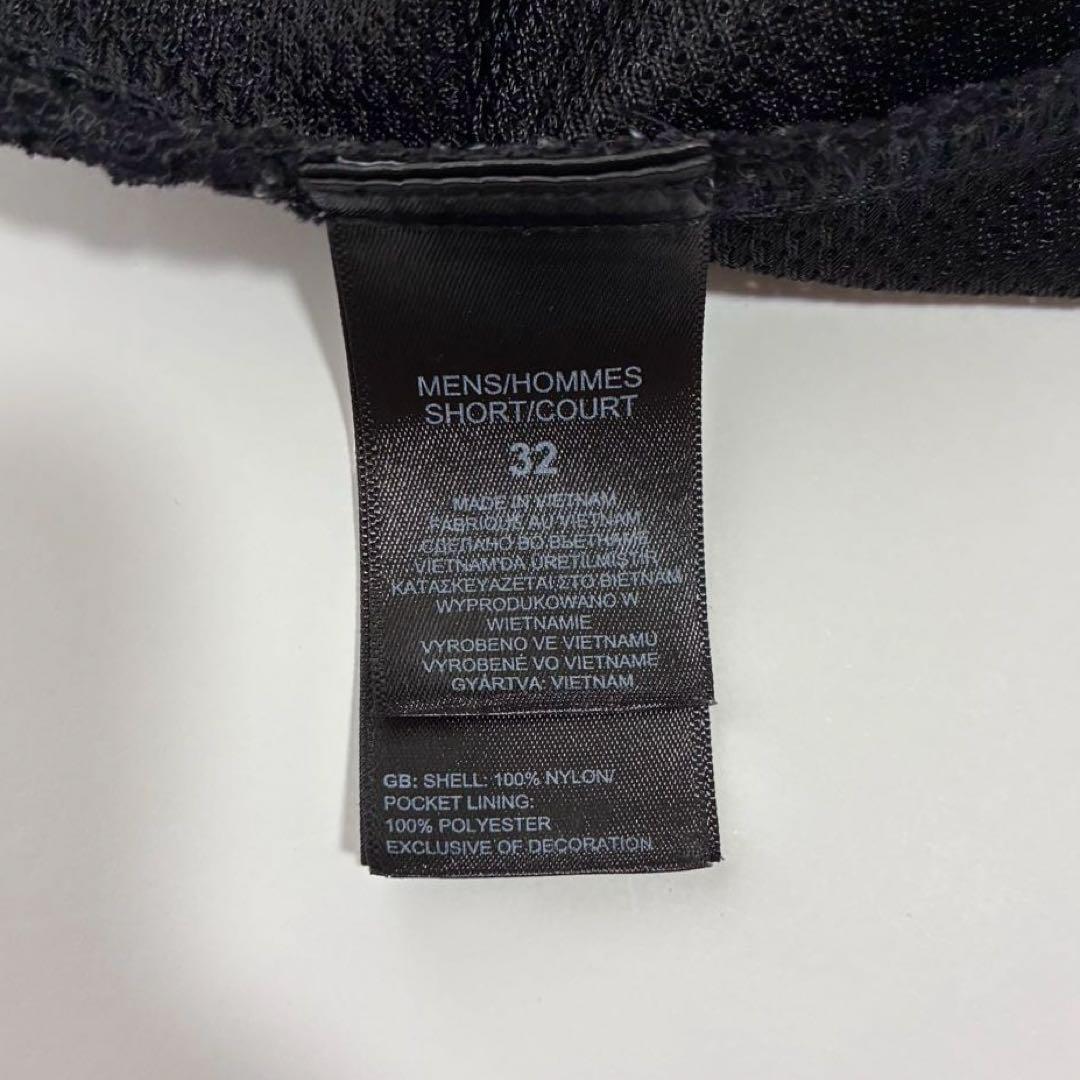 MENS/HOMMES
SHORT/COURT
32
MADE IN VIETNAM
FABRIQUE AU VIETNAM
СДЕЛАНО ВО ВЬЕТНАМЕ
VIETNAM'DA ÜRETILMISTIR
ΚΑΤΑΣΚΕΥΑΖΕΤΑΙ ΣΤΟ ΒΙΕΤΝΑΜ
WYPRODUKOWANO W
WIETNAMIE
VYROBENO VE VIETNAMU
VYROBENÉ VO VIETNAME
GYÁRTVA: VIETNAM
GB: SHELL: 100% NYLON/
POCKET LINING:
100% POLYESTER
EXCLUSIVE OF DECORATION